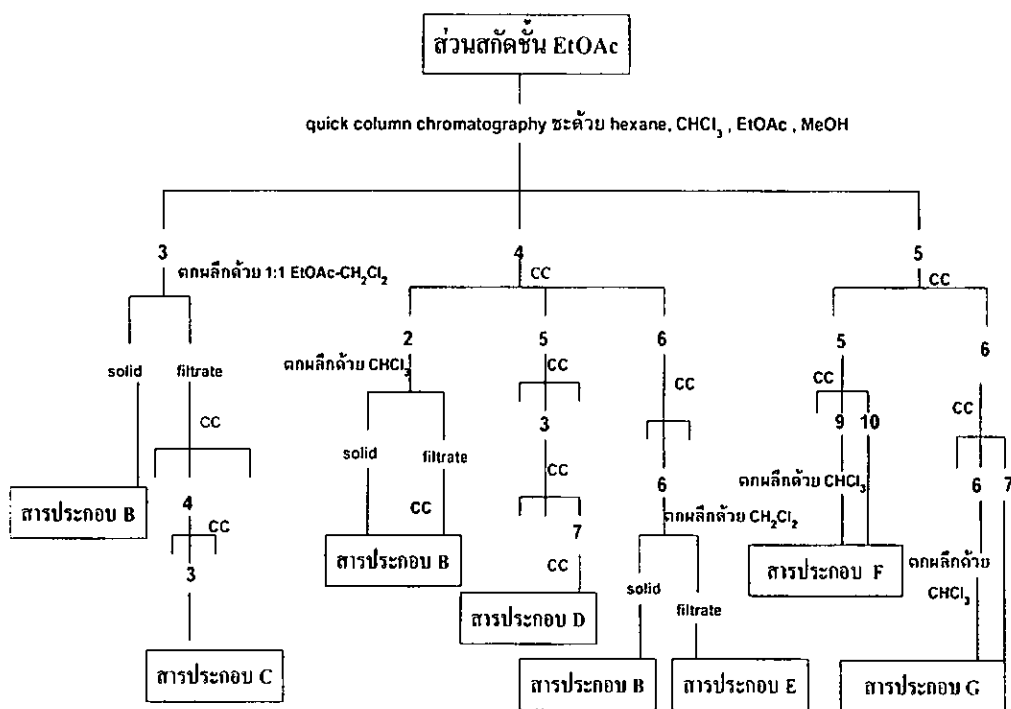 ส่วนสกัดชั้น EtOAc
quick column chromatography ชะด้วย hexane, CHCl₃ , EtOAc , MeOH
3
4
5
ตกผลึกด้วย 1:1 EtOAc-CH₂Cl₂
CC
CC
2
5
6
5
6
solid
filtrate
ตกผลึกด้วย CHCl₃
CC
CC
CC
CC
CC
3
9
10
solid
filtrate
CC
6
6
7
4
CC
CC
ตกผลึกด้วย CHCl₃
สารประกอบ B
ตกผลึกด้วย CH₂Cl₂
3
7
สารประกอบ B
CC
solid
filtrate
สารประกอบ F
ตกผลึกด้วย
CHCl₃
สารประกอบ D
สารประกอบ C
สารประกอบ B
สารประกอบ E
สารประกอบ G